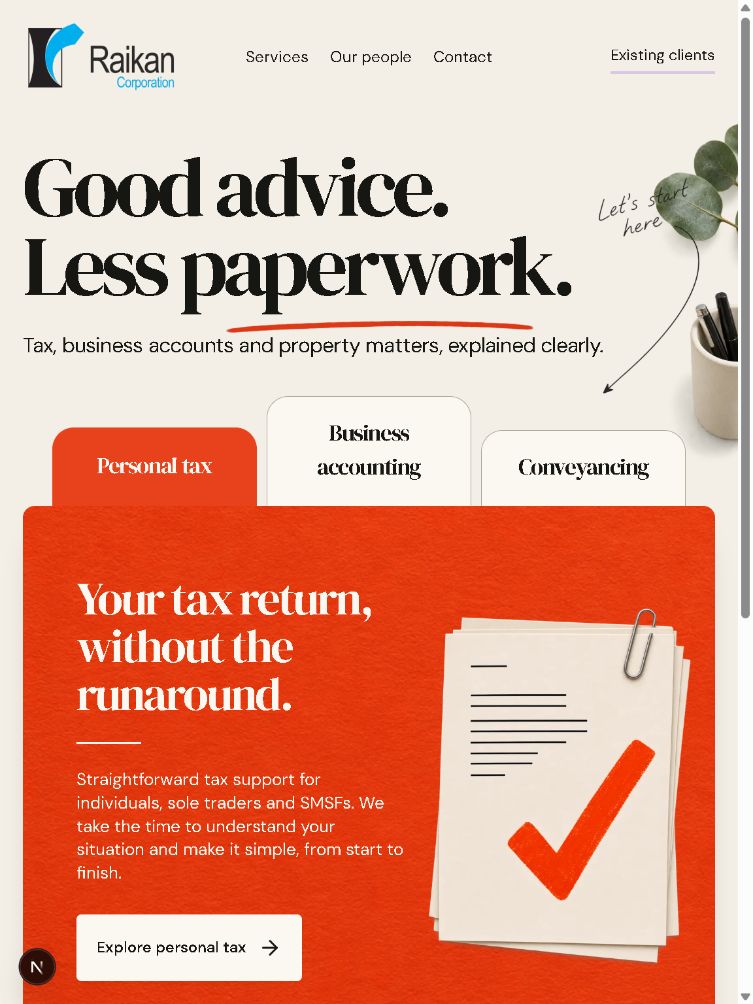 Raikan
Corporation
Services Our people Contact
Existing clients
Good advice.
Less paperwork.
Let's start
here
Tax, business accounts and property matters, explained clearly.
Personal tax
Business
accounting
Conveyancing
Your tax return,
without the
runaround.
Straightforward tax support for
individuals, sole traders and SMSFs. We
take the time to understand your
situation and make it simple, from start to
finish.
Explore personal tax →
N